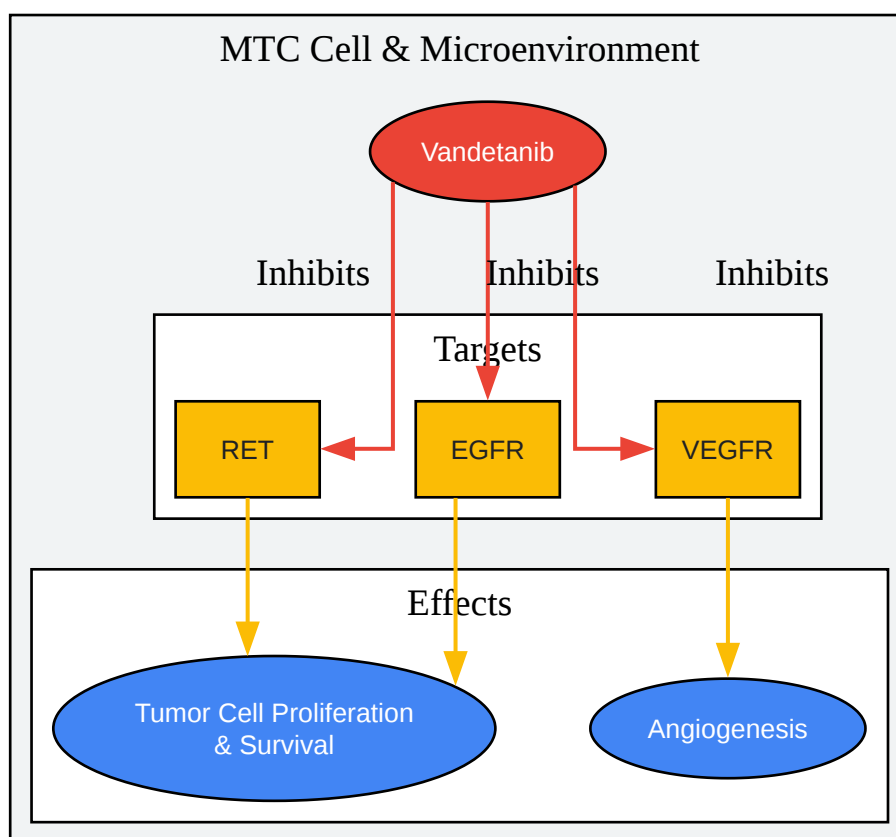 MTC Cell & Microenvironment
Vandetanib
Inhibits
Inhibits
Inhibits
Targets
RET
EGFR
VEGFR
Effects
Tumor Cell Proliferation
& Survival
Angiogenesis